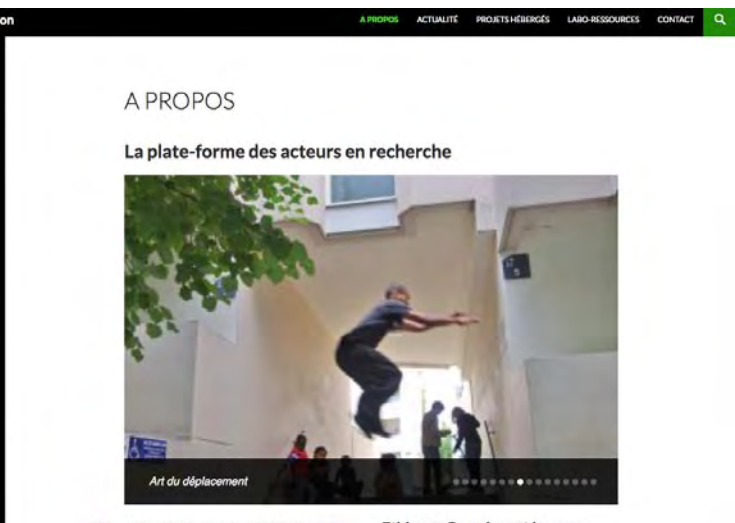 on
A PROPOS ACTUALITÉ PROJETS HÉBERGÉS LABO-RESSOURCES CONTACT
A PROPOS
La plate-forme des acteurs en recherche
Art du déplacement